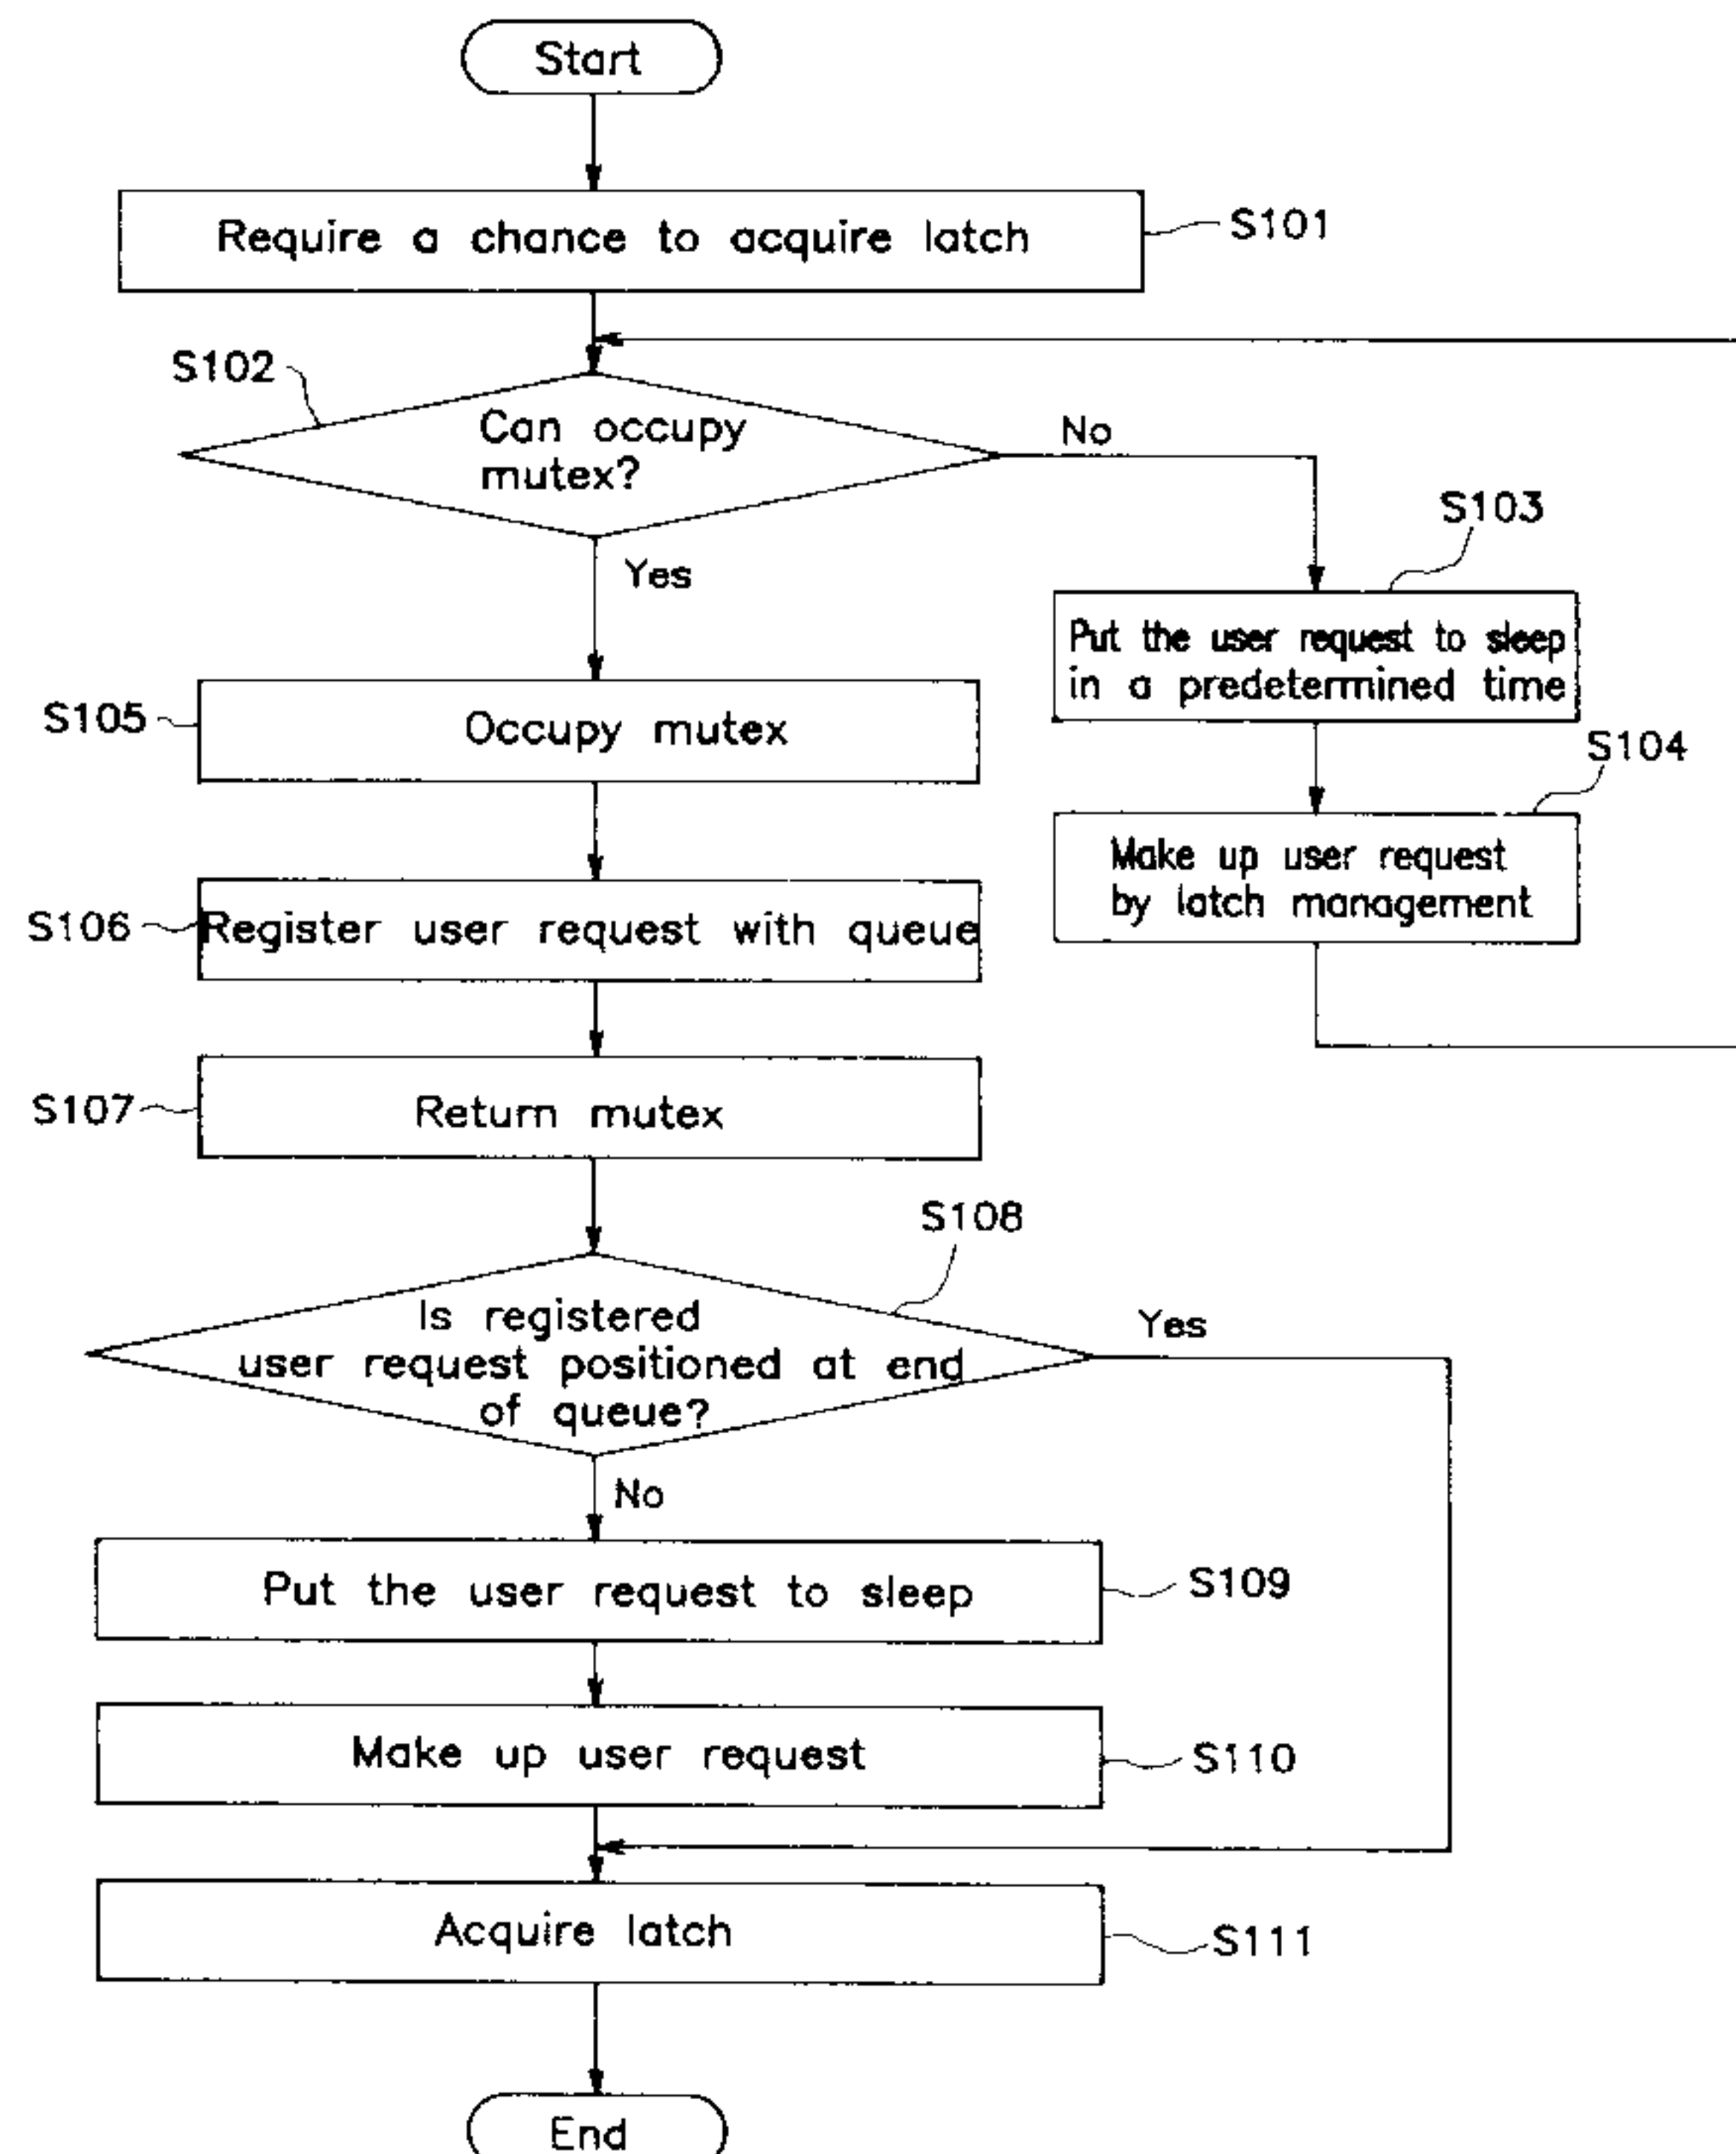 Start
Require a chance to acquire latch
S101
S102
Can occupy
mutex?
No
Yes
S103
Put the user request to sleep
in a predetermined time
S104
Make up user request
by latch management
S105
Occupy mutex
S106
Register user request with queue
S107
Return mutex
S108
Is registered
user request positioned at end
of queue?
Yes
No
Put the user request to sleep
S109
Make up user request
S110
Acquire latch
S111
End